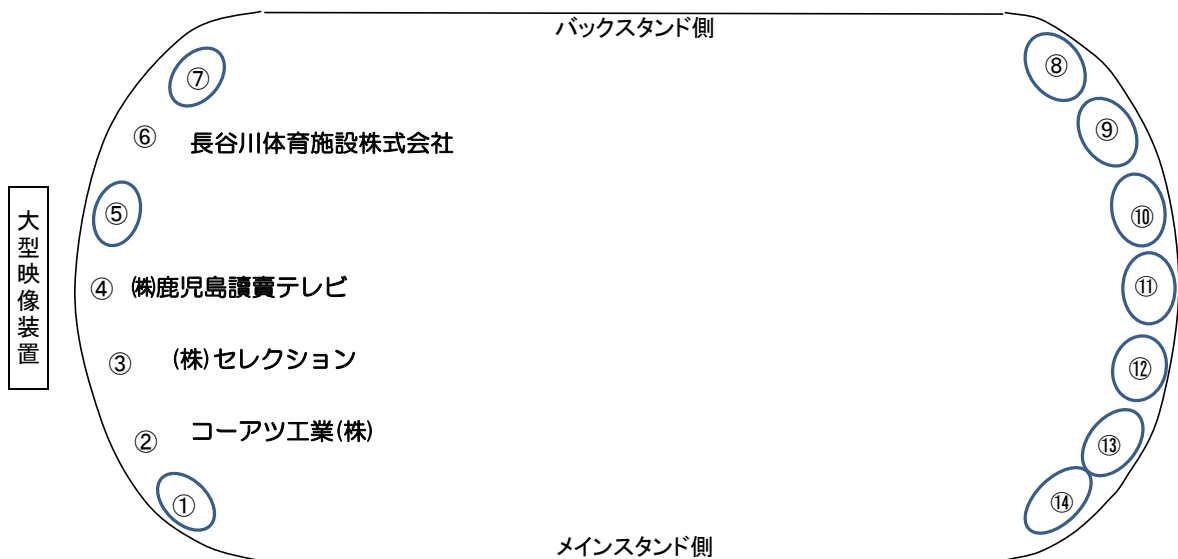 バックスタンド側
⑦
⑧
⑥ 長谷川体育施設株式会社
⑨
⑤
⑩
大型映像装置
④ ㈱鹿児島讀賣テレビ
⑪
③ (株)セレクション
⑫
② コーアツ工業(株)
⑬
①
⑭
メインスタンド側